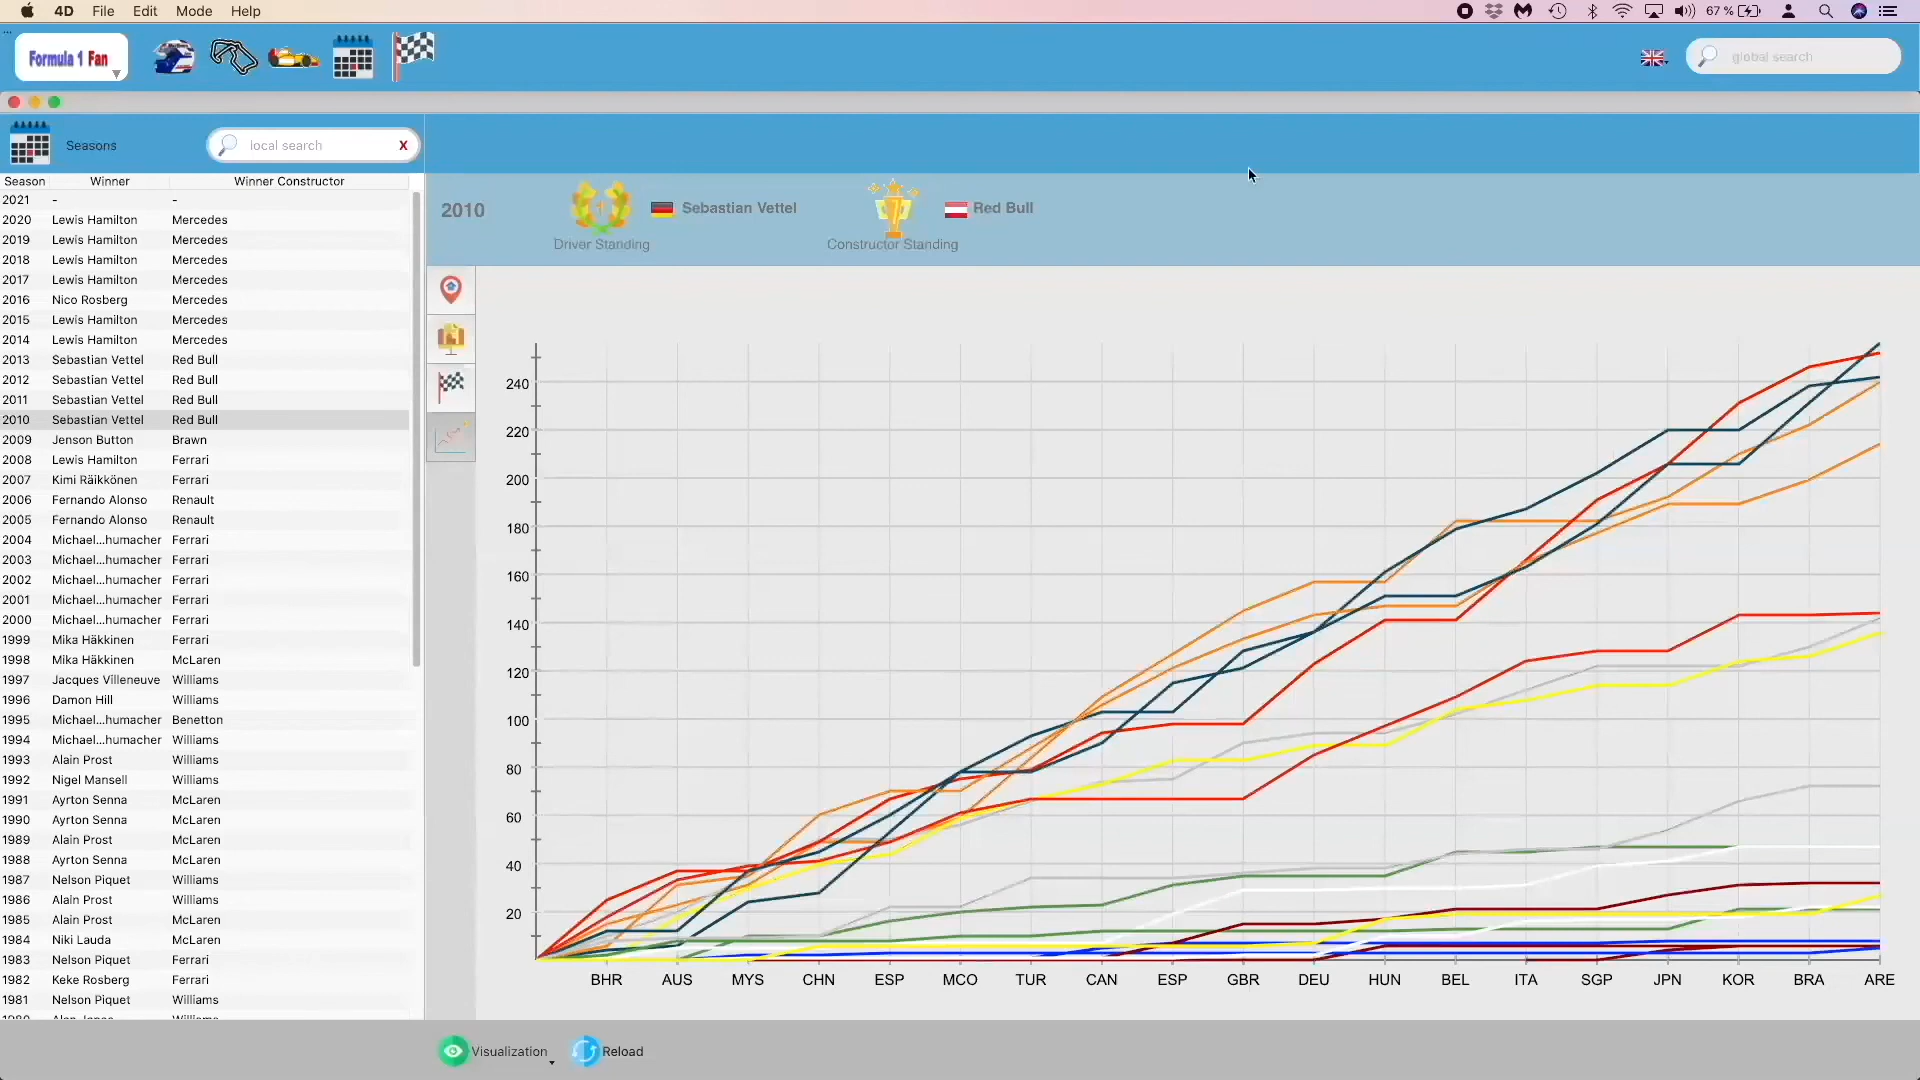 4D File Edit Mode Help 67 %
Formula 1 Fan global search
Seasons local search X
Season Winner Winner Constructor
2021 - -
2020 Lewis Hamilton Mercedes
2019 Lewis Hamilton Mercedes
2018 Lewis Hamilton Mercedes
2017 Lewis Hamilton Mercedes
2016 Nico Rosberg Mercedes
2015 Lewis Hamilton Mercedes
2014 Lewis Hamilton Mercedes
2013 Sebastian Vettel Red Bull
2012 Sebastian Vettel Red Bull
2011 Sebastian Vettel Red Bull
2010 Sebastian Vettel Red Bull
2009 Jenson Button Brawn
2008 Lewis Hamilton Ferrari
2007 Kimi Räikkönen Ferrari
2006 Fernando Alonso Renault
2005 Fernando Alonso Renault
2004 Michael...humacher Ferrari
2003 Michael...humacher Ferrari
2002 Michael...humacher Ferrari
2001 Michael...humacher Ferrari
2000 Michael...humacher Ferrari
1999 Mika Häkkinen Ferrari
1998 Mika Häkkinen McLaren
1997 Jacques Villeneuve Williams
1996 Damon Hill Williams
1995 Michael...humacher Benetton
1994 Michael...humacher Williams
1993 Alain Prost Williams
1992 Nigel Mansell Williams
1991 Ayrton Senna McLaren
1990 Ayrton Senna McLaren
1989 Alain Prost McLaren
1988 Ayrton Senna McLaren
1987 Nelson Piquet Williams
1986 Alain Prost Williams
1985 Alain Prost McLaren
1984 Niki Lauda McLaren
1983 Nelson Piquet Ferrari
1982 Keke Rosberg Ferrari
1981 Nelson Piquet Williams
2010 Sebastian Vettel Red Bull
Driver Standing Constructor Standing
240
220
200
180
160
140
120
100
80
60
40
20
BHR AUS MYS CHN ESP MCO TUR CAN ESP GBR DEU HUN BEL ITA SGP JPN KOR BRA ARE
Visualization Reload